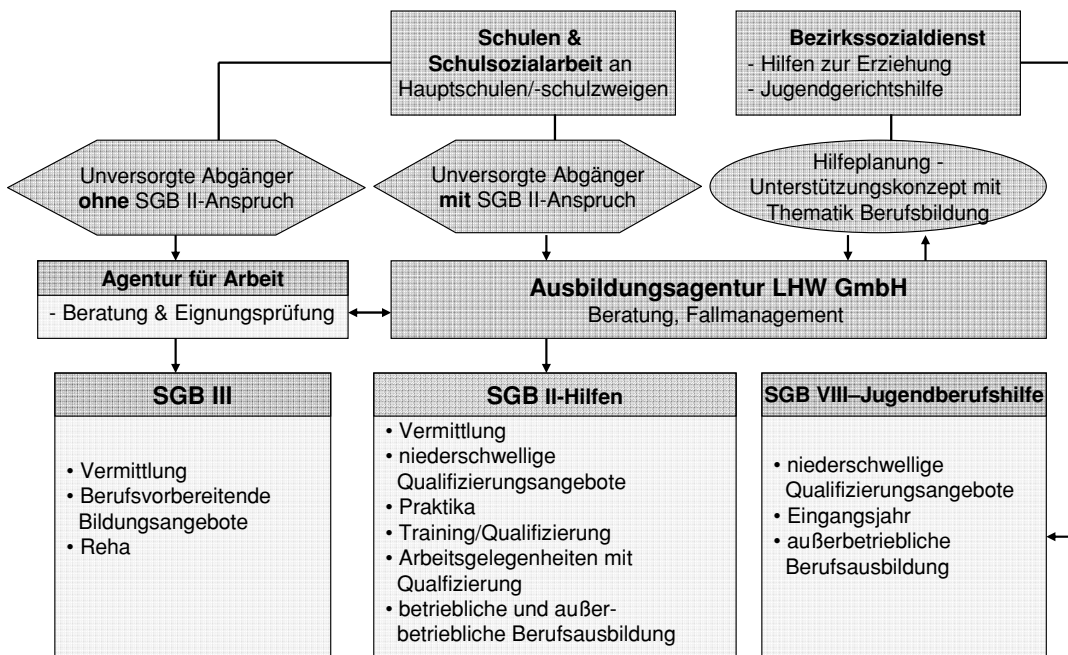 Schulen &
Schulsozialarbeit an
Hauptschulen/-schulzweigen
Bezirkssozialdienst
- Hilfen zur Erziehung
- Jugendgerichtshilfe
Unversorgte Abgänger
ohne SGB II-Anspruch
Unversorgte Abgänger
mit SGB II-Anspruch
Hilfeplanung -
Unterstützungskonzept mit
Thematik Berufsbildung
Agentur für Arbeit
- Beratung & Eignungsprüfung
Ausbildungsagentur LHW GmbH
Beratung, Fallmanagement
SGB III
• Vermittlung
• Berufsvorbereitende
Bildungsangebote
• Reha
SGB II-Hilfen
• Vermittlung
• niederschwellige
Qualifizierungsangebote
• Praktika
• Training/Qualifizierung
• Arbeitsgelegenheiten mit
Qualfizierung
• betriebliche und außer-
betriebliche Berufsausbildung
SGB VIII–Jugendberufshilfe
• niederschwellige
Qualifizierungsangebote
• Eingangsjahr
• außerbetriebliche
Berufsausbildung